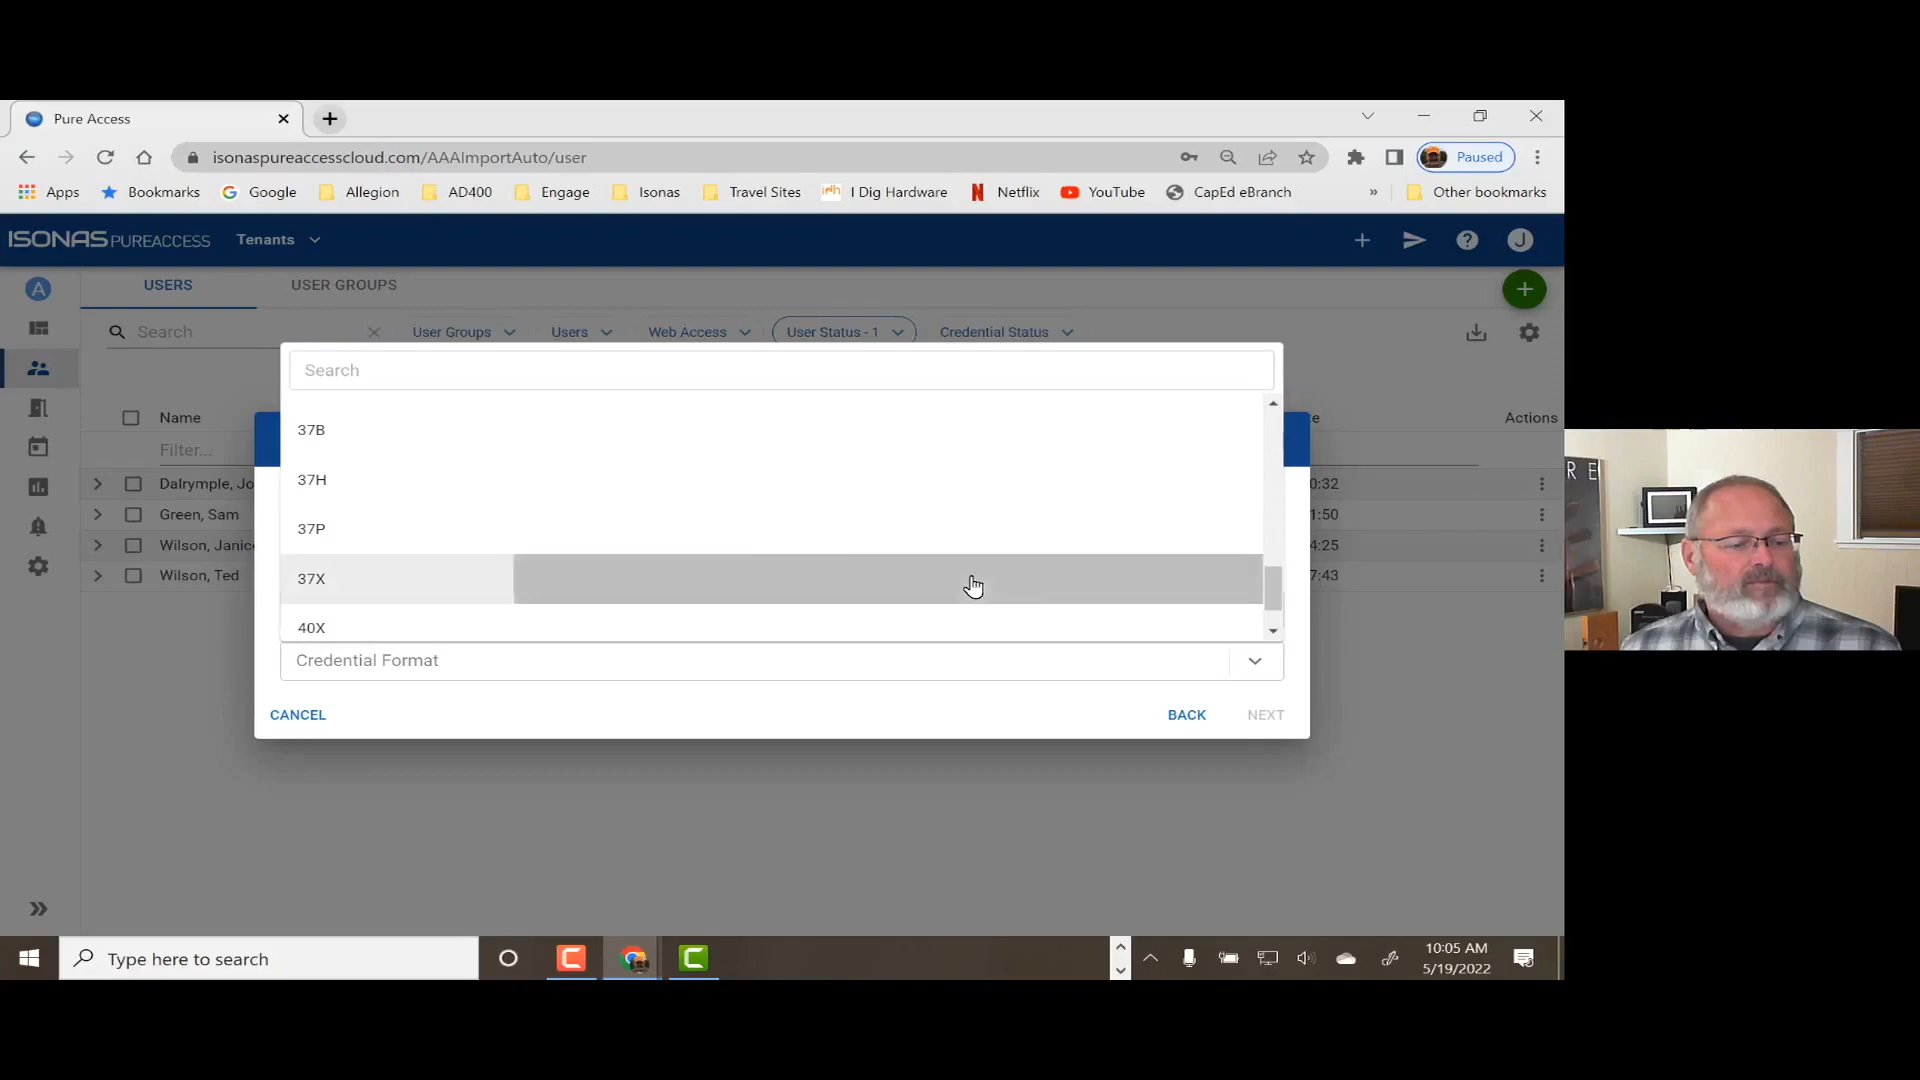 Pure Access
isonaspureaccesscloud.com/AAAImportAuto/user
Paused
Apps Bookmarks Google Allegion AD400 Engage Isonas Travel Sites I Dig Hardware Netflix YouTube CapEd eBranch » Other bookmarks
ISONAS PUREACCESS Tenants J
A USERS USER GROUPS
Search User Groups Users Web Access User Status - 1 Credential Status
Search
Name te Actions
Filter...
37B
37H
37P
37X
40X
Dalrymple, Jo 0:32
Green, Sam 1:50
Wilson, Janice 4:25
Wilson, Ted 7:43
Credential Format
CANCEL BACK NEXT
R E
Type here to search
10:05 AM
5/19/2022